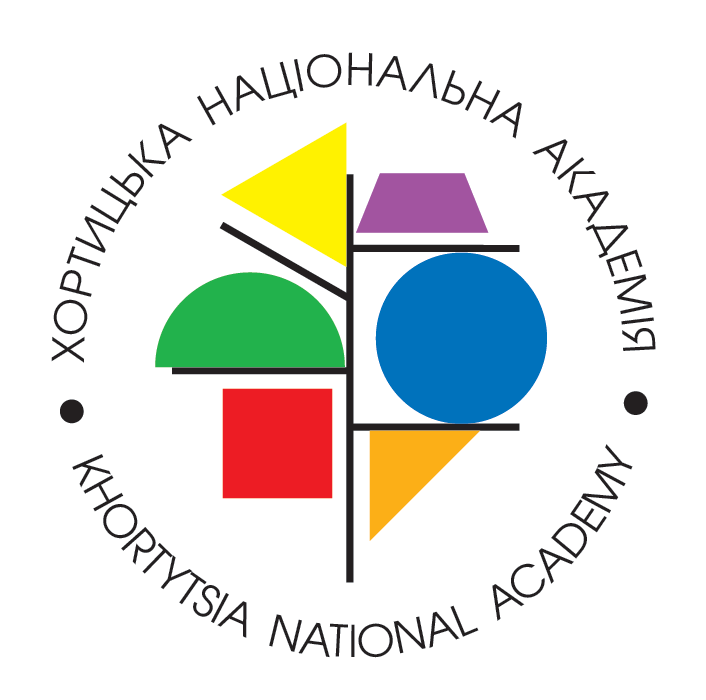 ХОРТИЦЬКА НАЦІОНАЛЬНА АКАДЕМІЯ
KHORTYTSIA NATIONAL ACADEMY